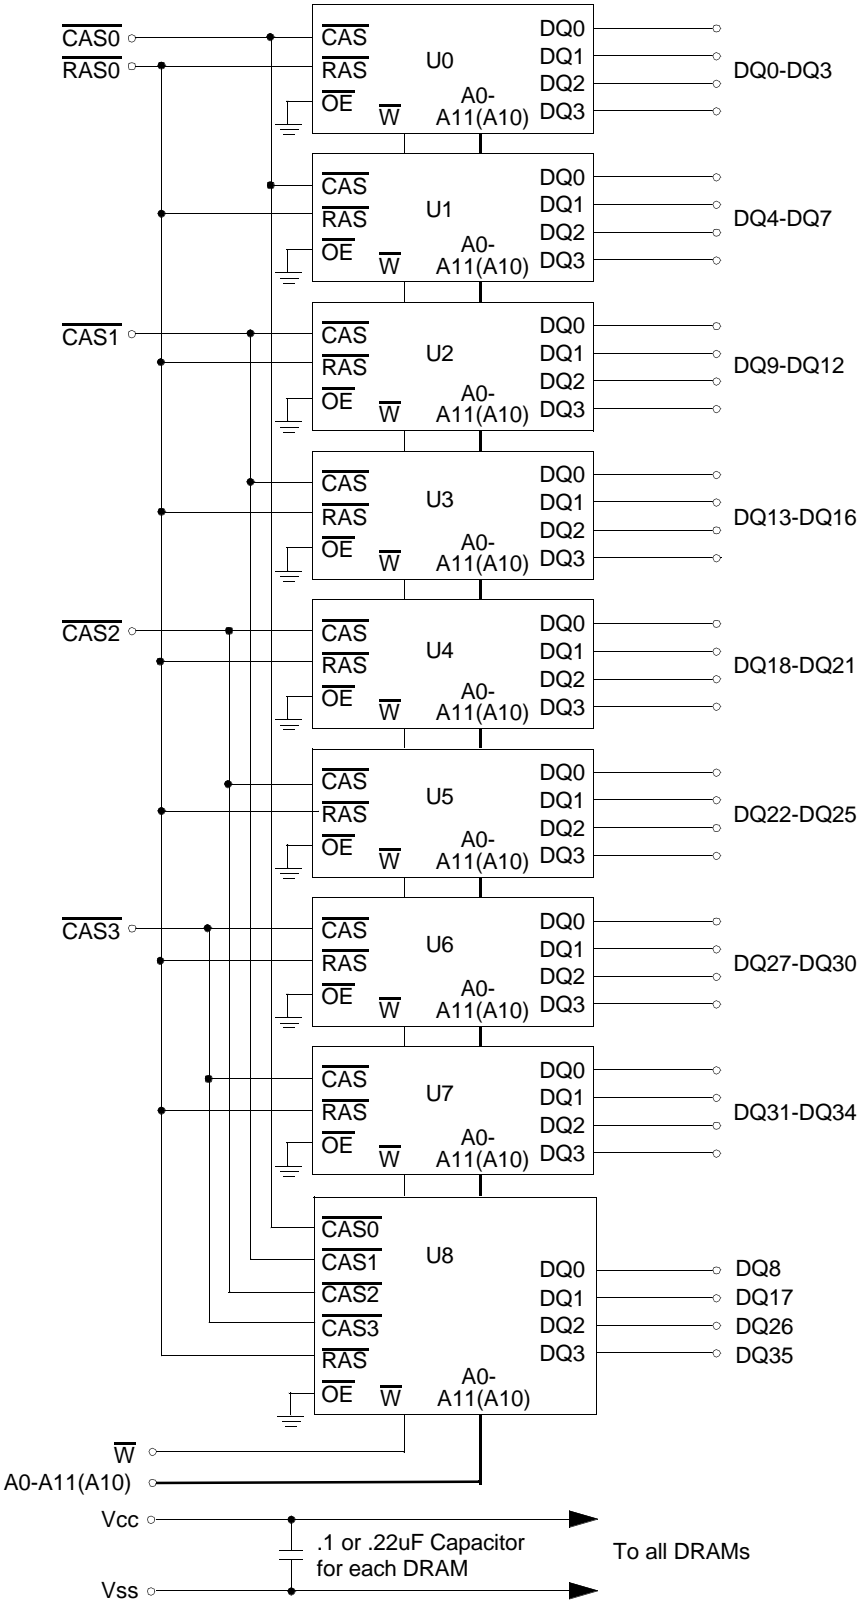 CAS0
RAS0
CAS
RAS
OE
W
U0
A0-
A11(A10)
DQ0
DQ1
DQ2
DQ3
DQ0-DQ3
CAS
RAS
OE
W
U1
A0-
A11(A10)
DQ0
DQ1
DQ2
DQ3
DQ4-DQ7
CAS1
CAS
RAS
OE
W
U2
A0-
A11(A10)
DQ0
DQ1
DQ2
DQ3
DQ9-DQ12
CAS
RAS
OE
W
U3
A0-
A11(A10)
DQ0
DQ1
DQ2
DQ3
DQ13-DQ16
CAS2
CAS
RAS
OE
W
U4
A0-
A11(A10)
DQ0
DQ1
DQ2
DQ3
DQ18-DQ21
CAS
RAS
OE
W
U5
A0-
A11(A10)
DQ0
DQ1
DQ2
DQ3
DQ22-DQ25
CAS3
CAS
RAS
OE
W
U6
A0-
A11(A10)
DQ0
DQ1
DQ2
DQ3
DQ27-DQ30
CAS
RAS
OE
W
U7
A0-
A11(A10)
DQ0
DQ1
DQ2
DQ3
DQ31-DQ34
CAS0
CAS1
CAS2
CAS3
RAS
OE
W
U8
A0-
A11(A10)
DQ0
DQ1
DQ2
DQ3
DQ8
DQ17
DQ26
DQ35
W
A0-A11(A10)
Vcc
.1 or .22uF Capacitor
for each DRAM
To all DRAMs
Vss